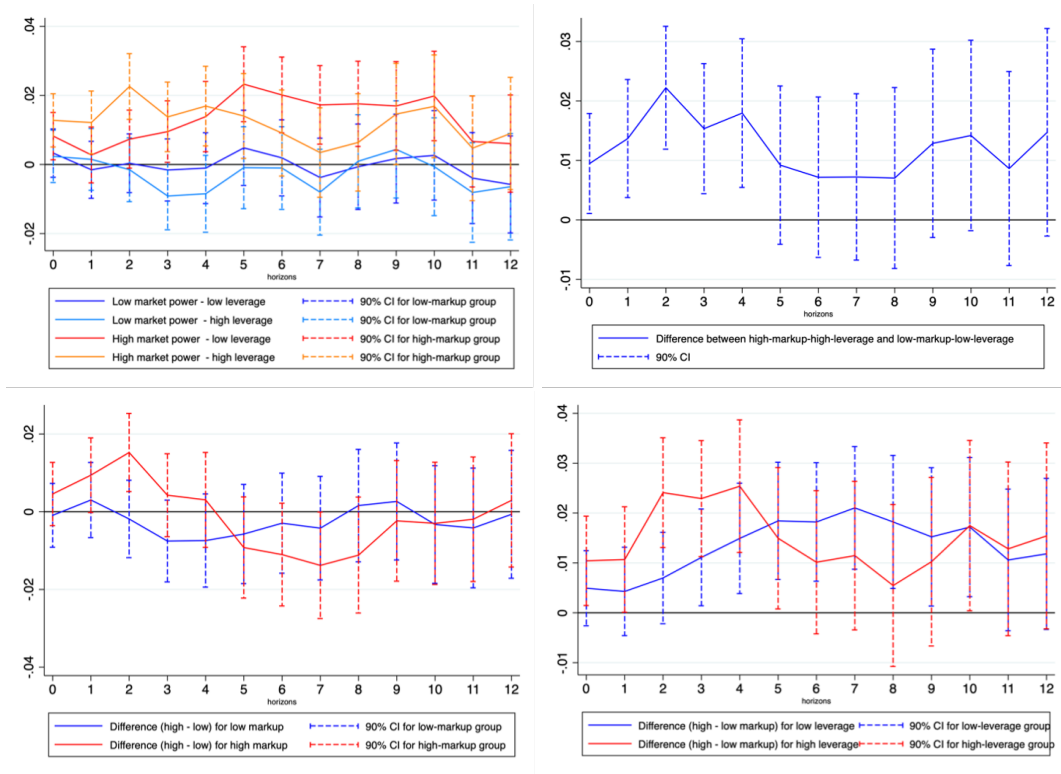 .04
.02
0
-.02
0 1 2 3 4 5 6 7 8 9 10 11 12
horizons
Low market power - low leverage 90% CI for low-markup group
Low market power - high leverage 90% CI for low-markup group
High market power - low leverage 90% CI for high-markup group
High market power - high leverage 90% CI for high-markup group
.03
.02
.01
0
-.01
0 1 2 3 4 5 6 7 8 9 10 11 12
horizons
Difference between high-markup-high-leverage and low-markup-low-leverage
90% CI
.02
0
-.02
-.04
0 1 2 3 4 5 6 7 8 9 10 11 12
horizons
Difference (high - low) for low markup 90% CI for low-markup group
Difference (high - low) for high markup 90% CI for high-markup group
.04
.03
.02
.01
0
-.01
0 1 2 3 4 5 6 7 8 9 10 11 12
horizons
Difference (high - low markup) for low leverage 90% CI for low-leverage group
Difference (high - low markup) for high leverage 90% CI for high-leverage group